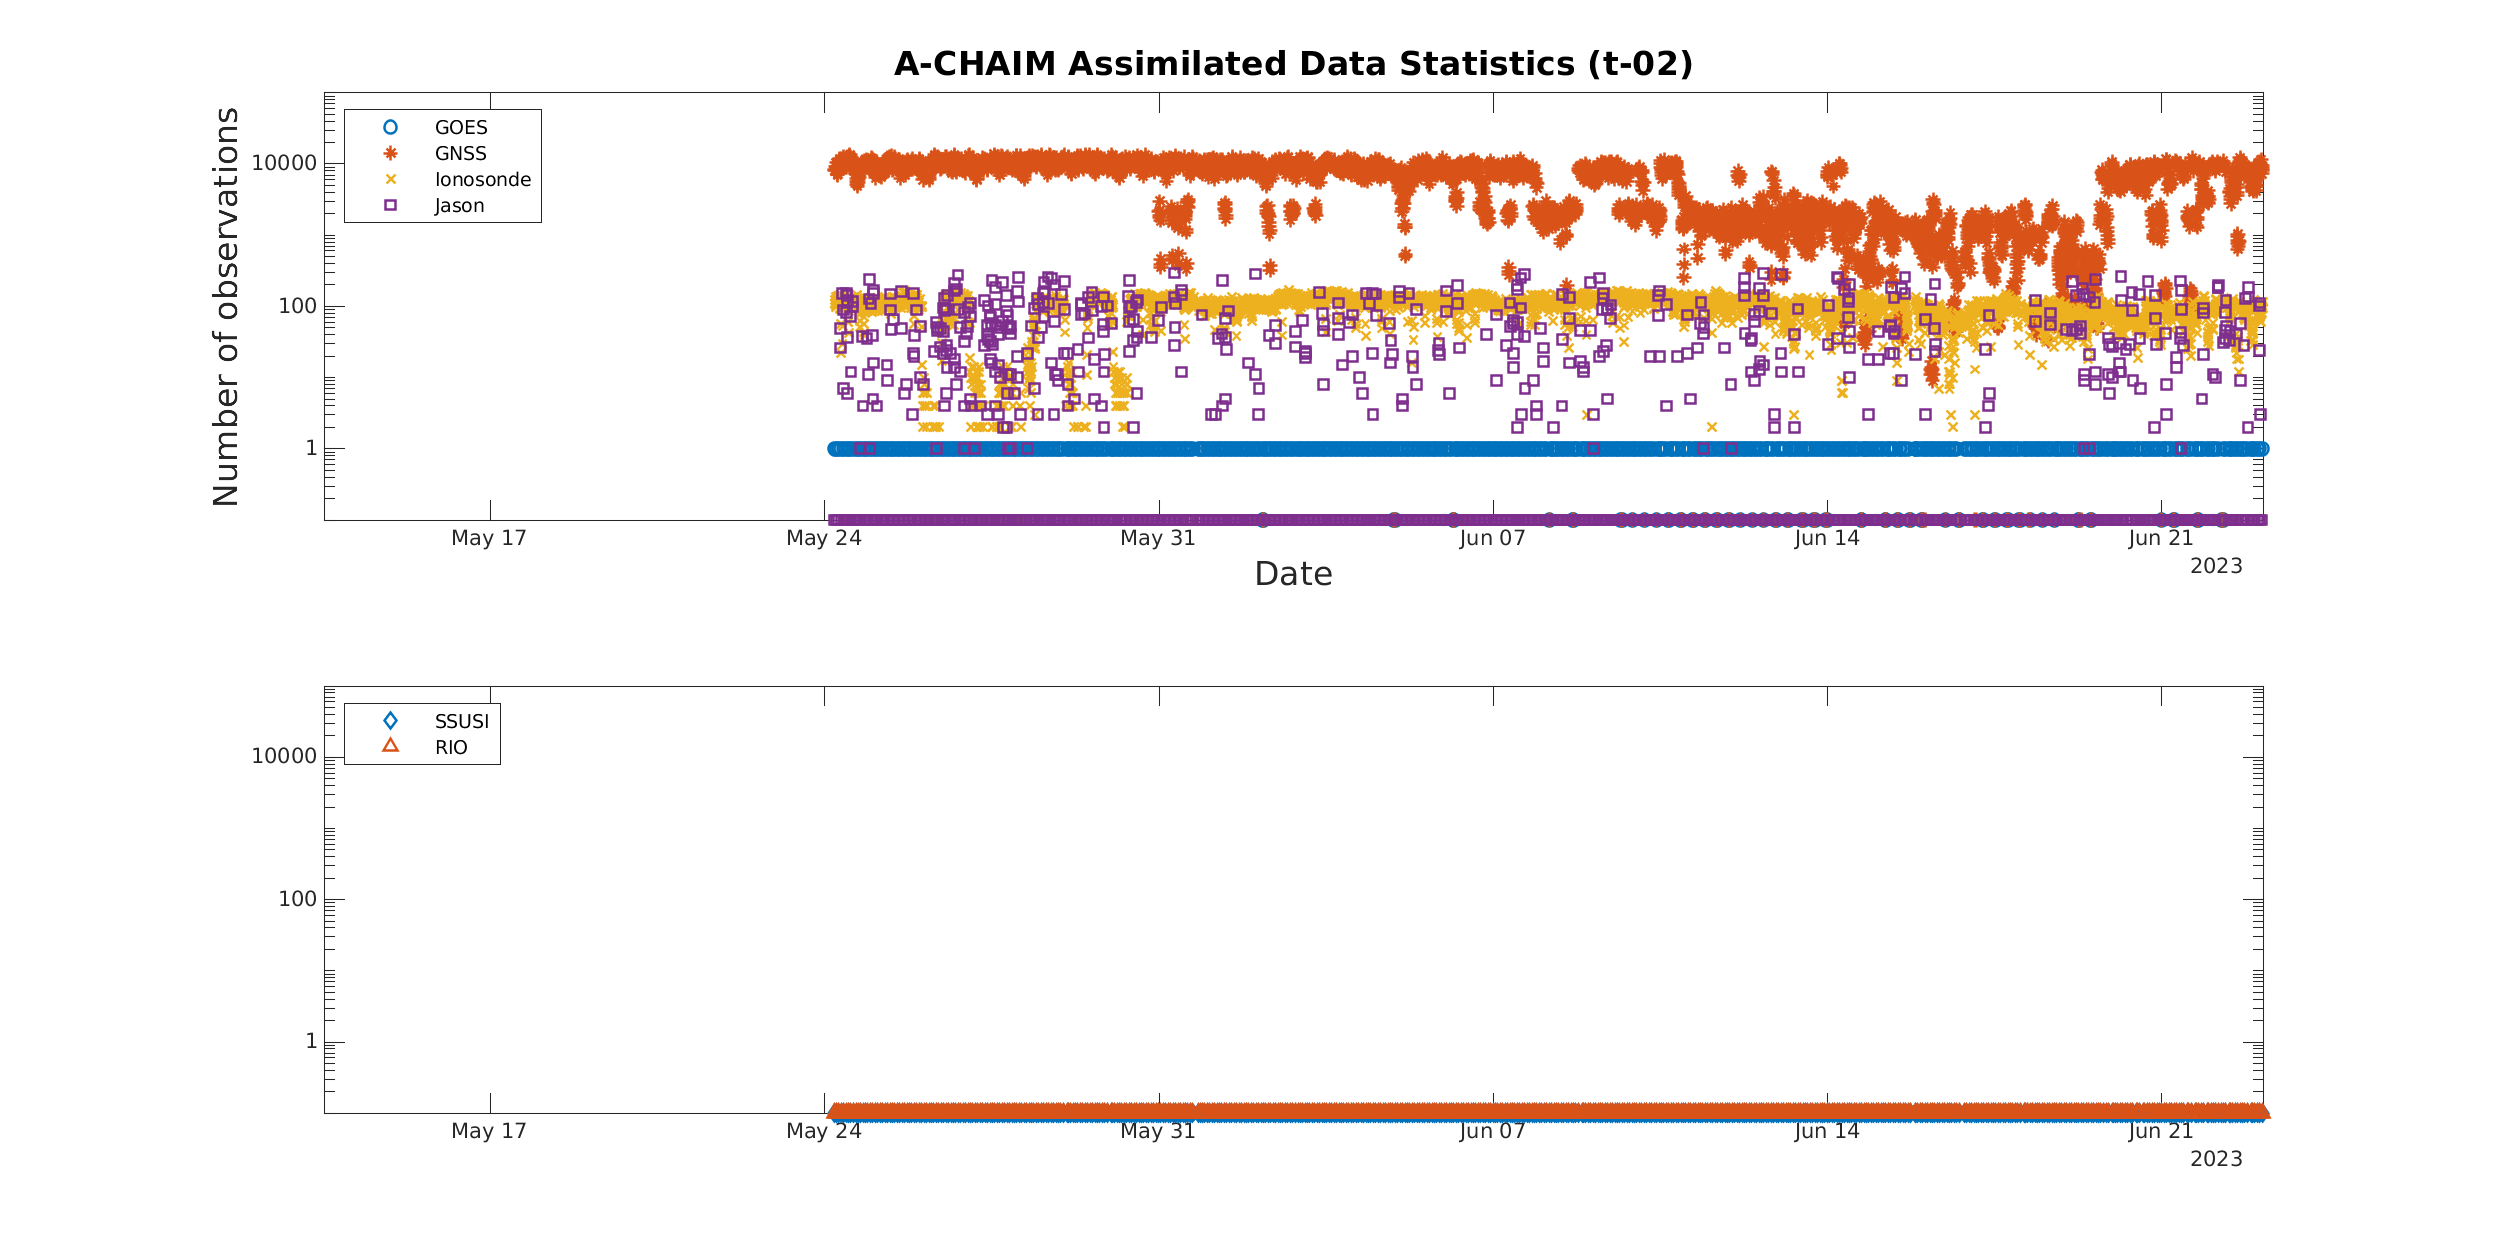 A-CHAIM Assimilated Data Statistics (t-02)
Number of observations
GOES
GNSS
Ionosonde
Jason
10000
100
1
May 17 May 24 May 31 Jun 07 Jun 14 Jun 21
2023
Date
SSUSI
RIO
10000
100
1
May 17 May 24 May 31 Jun 07 Jun 14 Jun 21
2023